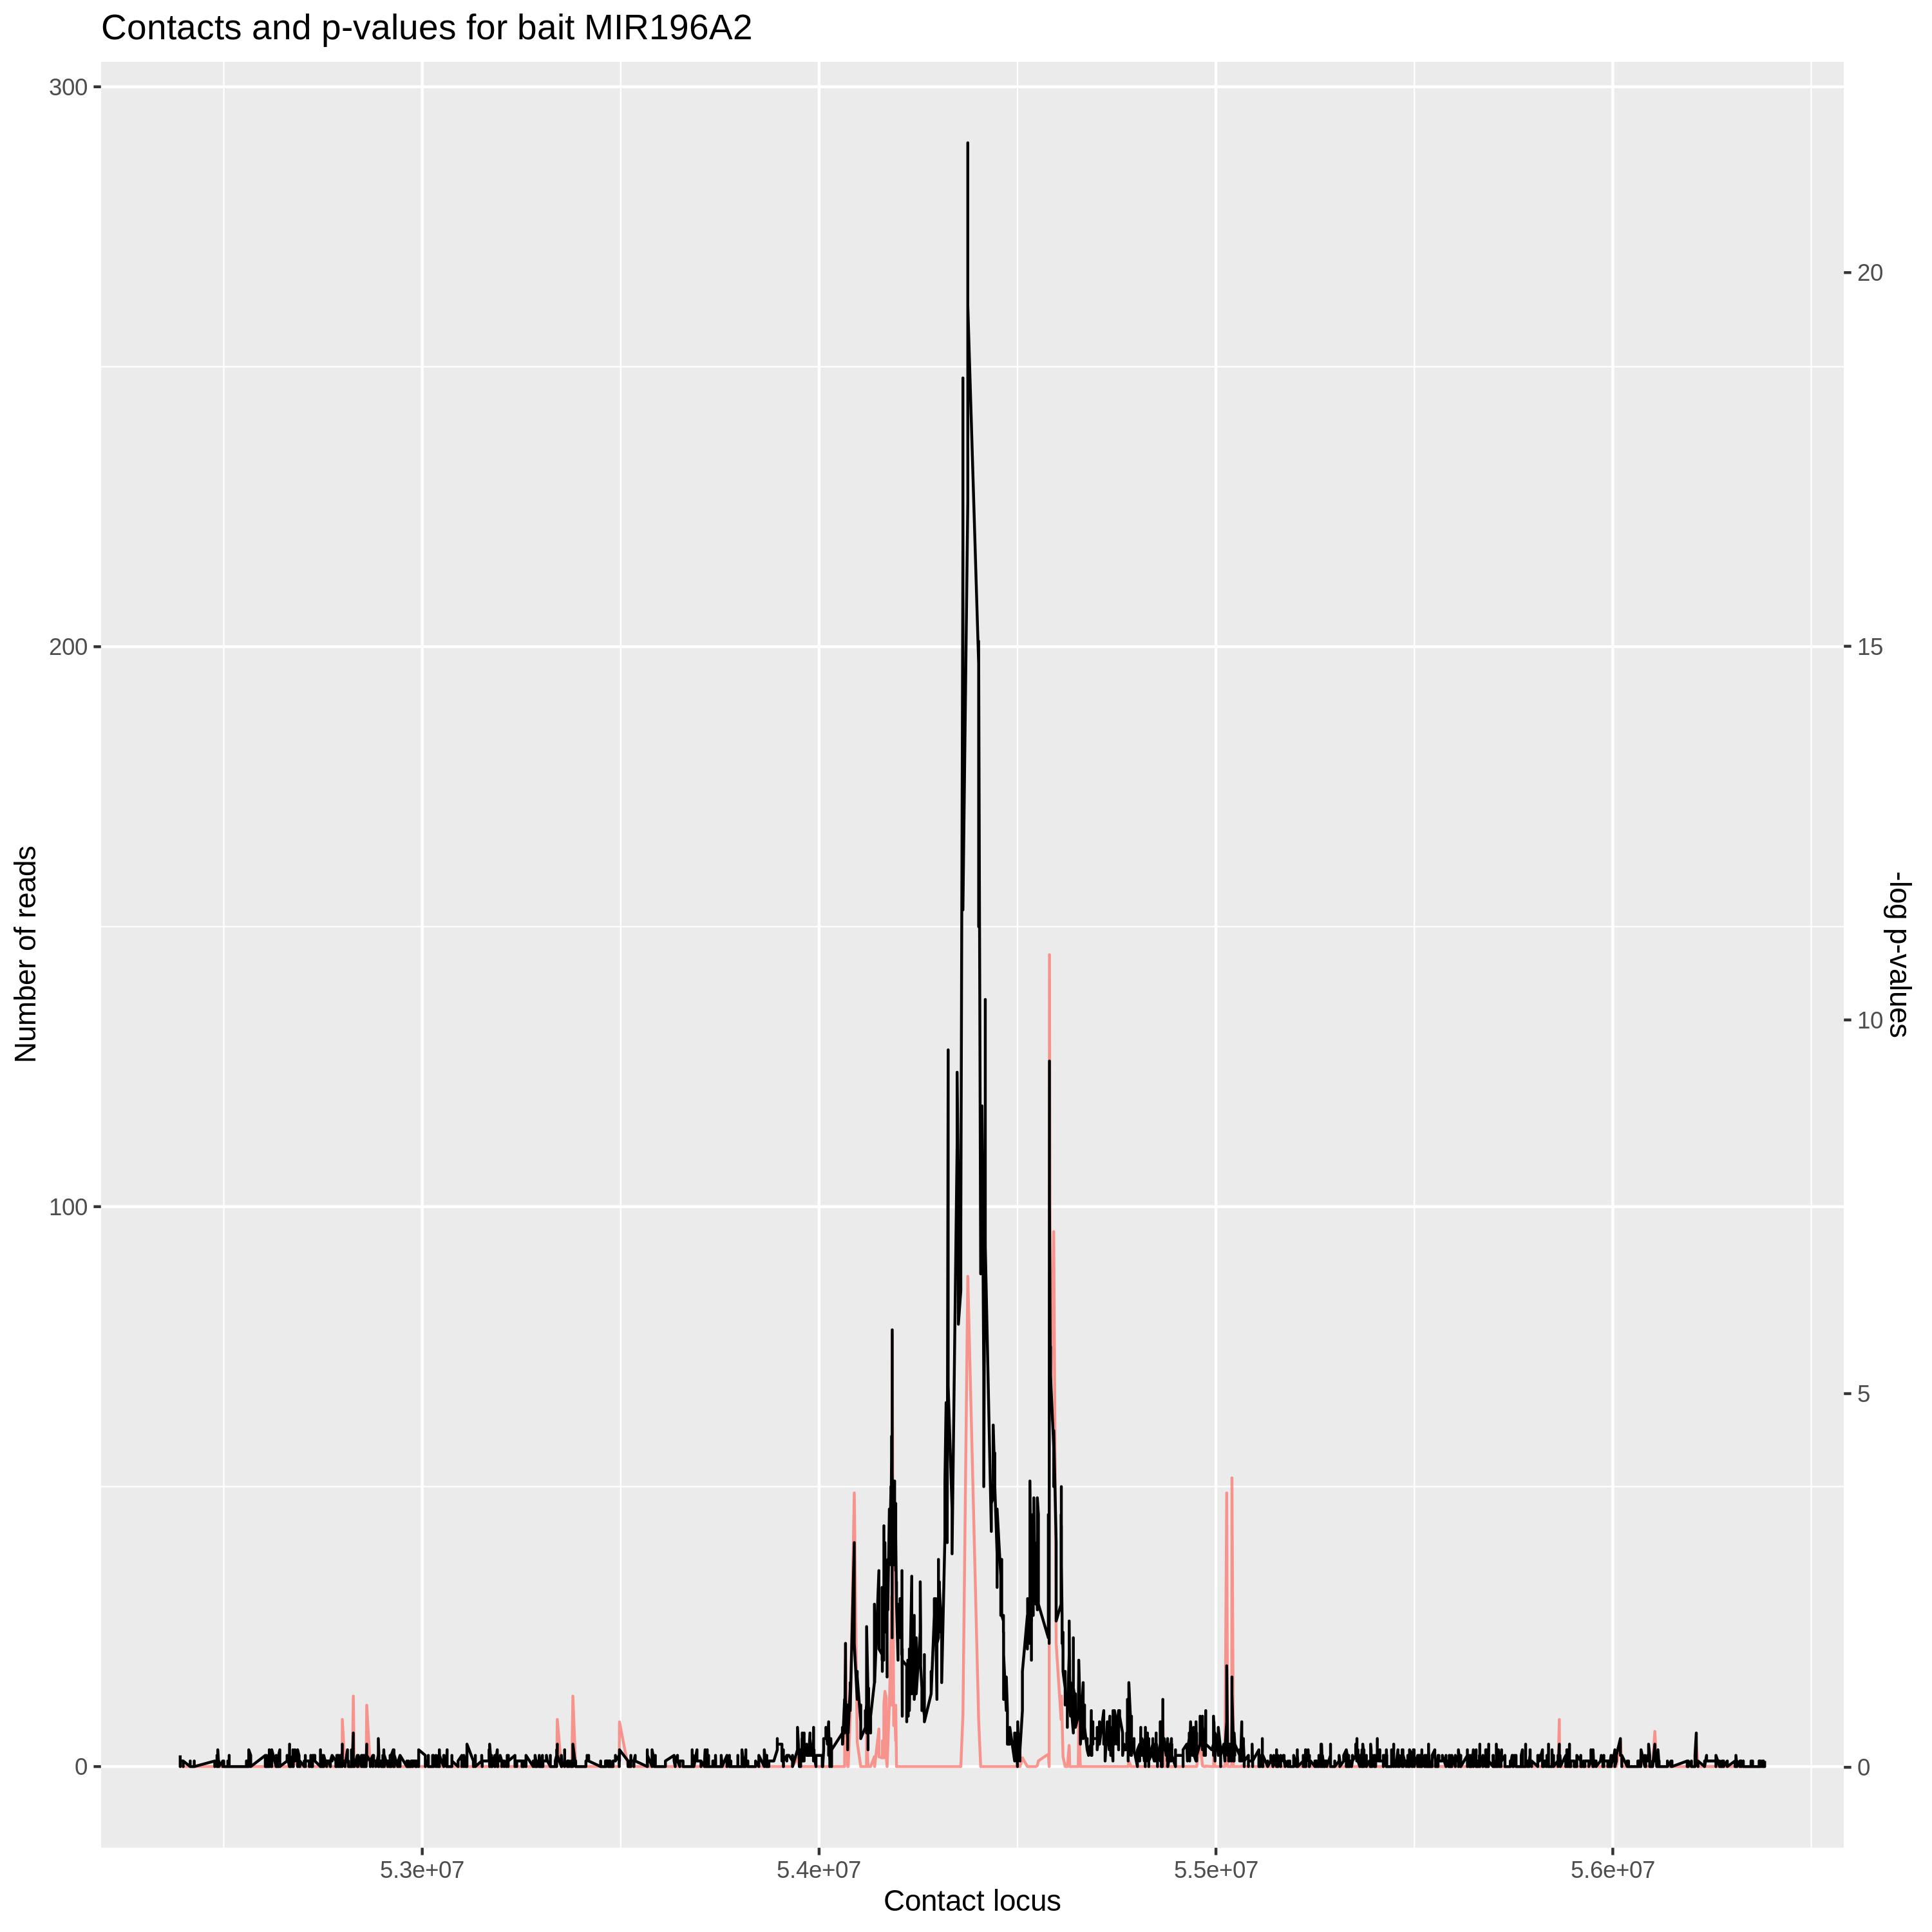 Contacts and p-values for bait MIR196A2
300
200
100
0
Number of reads
20
15
10
5
0
-log p-values
5.3e+07
5.4e+07
5.5e+07
5.6e+07
Contact locus